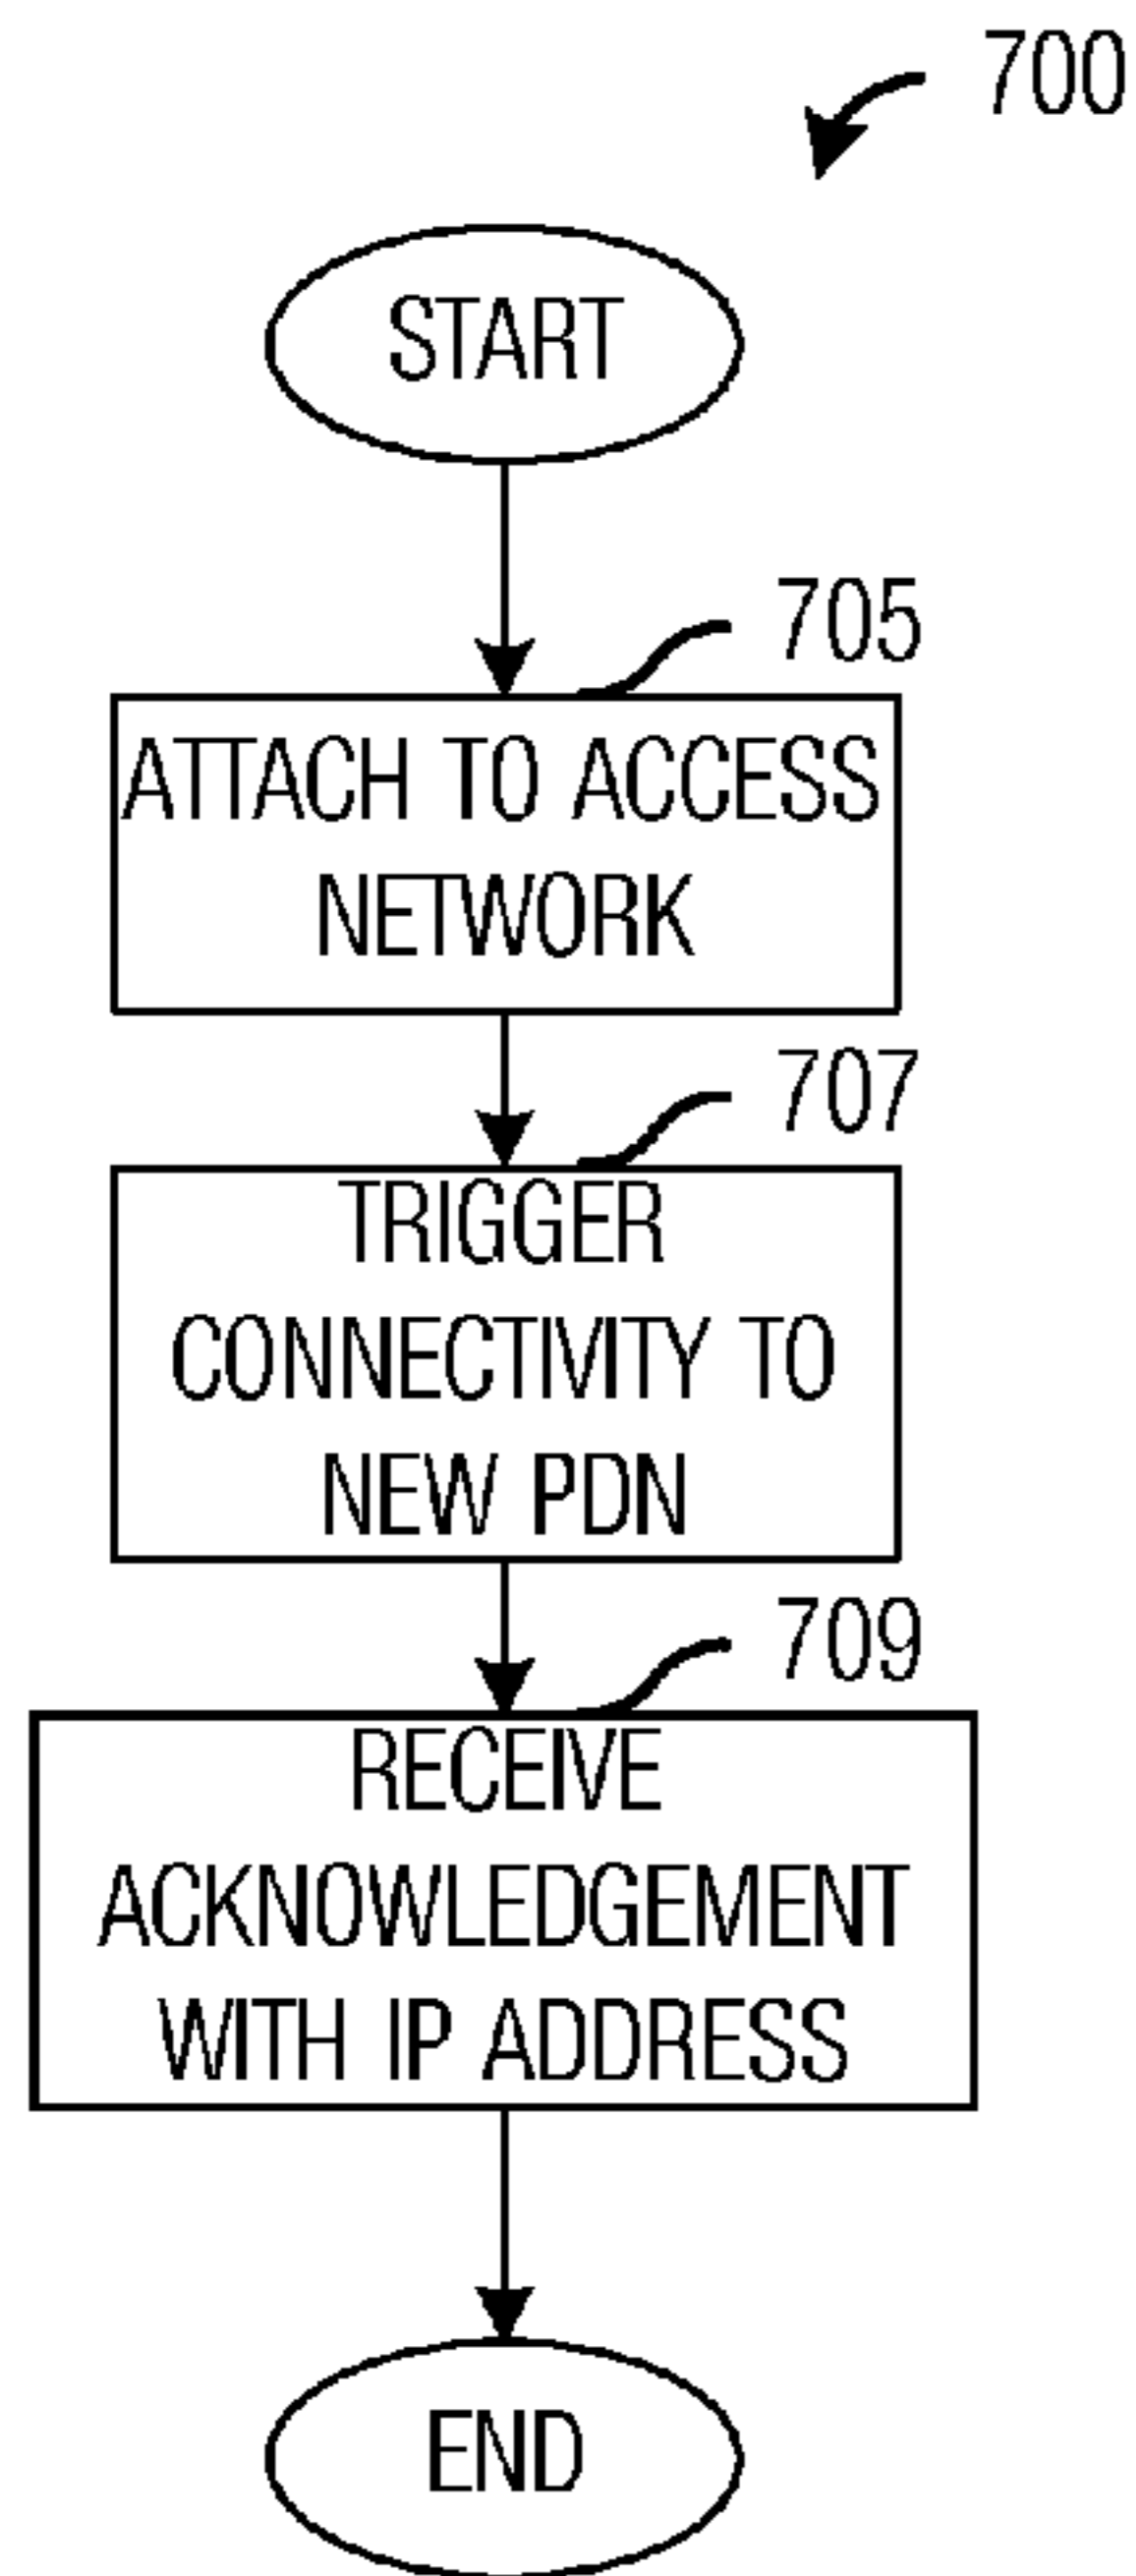 700
START
705
ATTACH TO ACCESS
NETWORK
707
TRIGGER
CONNECTIVITY TO
NEW PDN
709
RECEIVE
ACKNOWLEDGEMENT
WITH IP ADDRESS
END